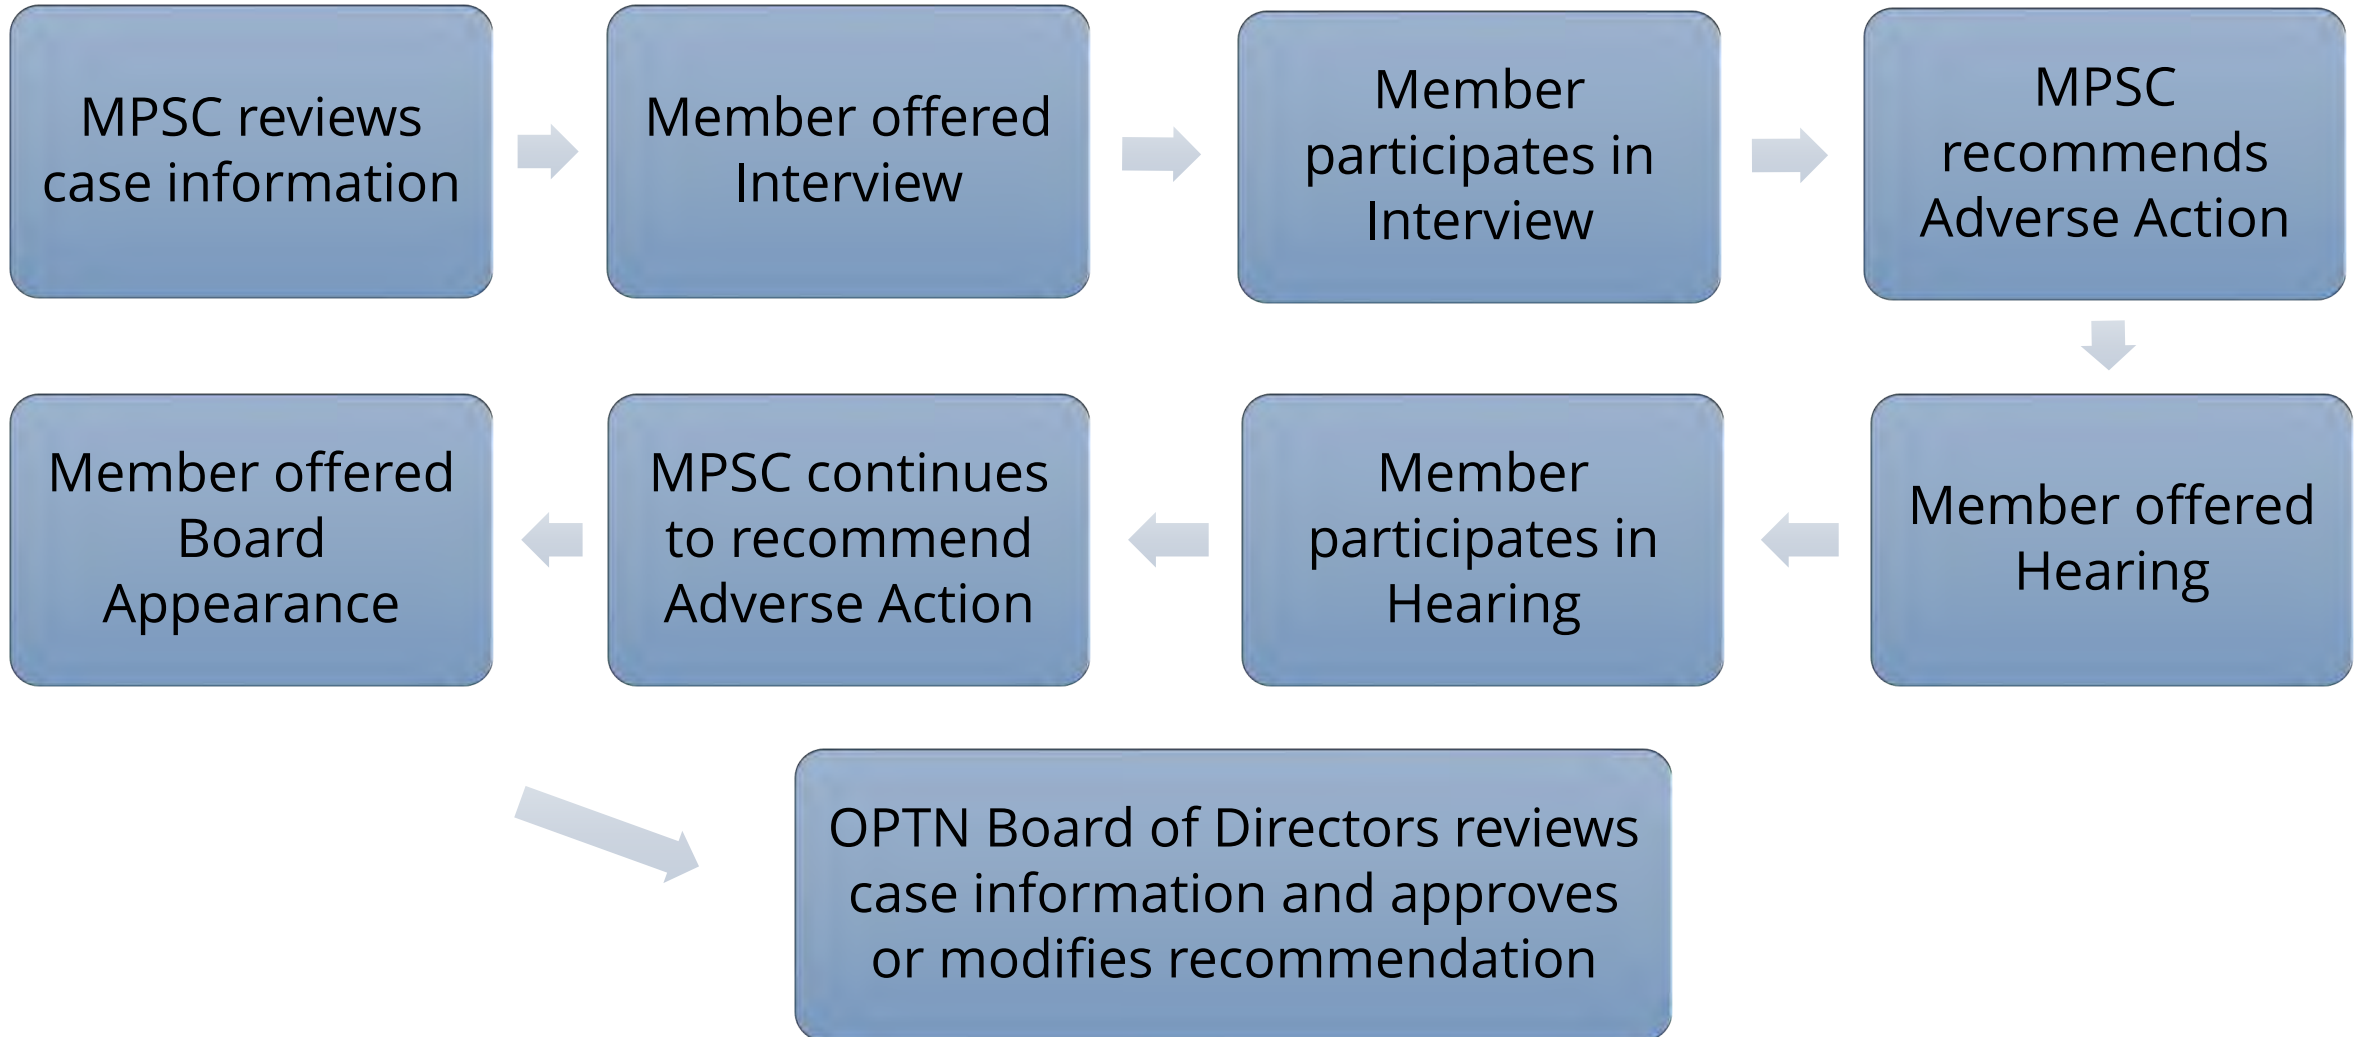 MPSC reviews
case information
Member offered
Interview
Member
participates in
Interview
MPSC
recommends
Adverse Action
Member offered
Hearing
Member
participates in
Hearing
MPSC continues
to recommend
Adverse Action
Member offered
Board
Appearance
OPTN Board of Directors reviews
case information and approves
or modifies recommendation